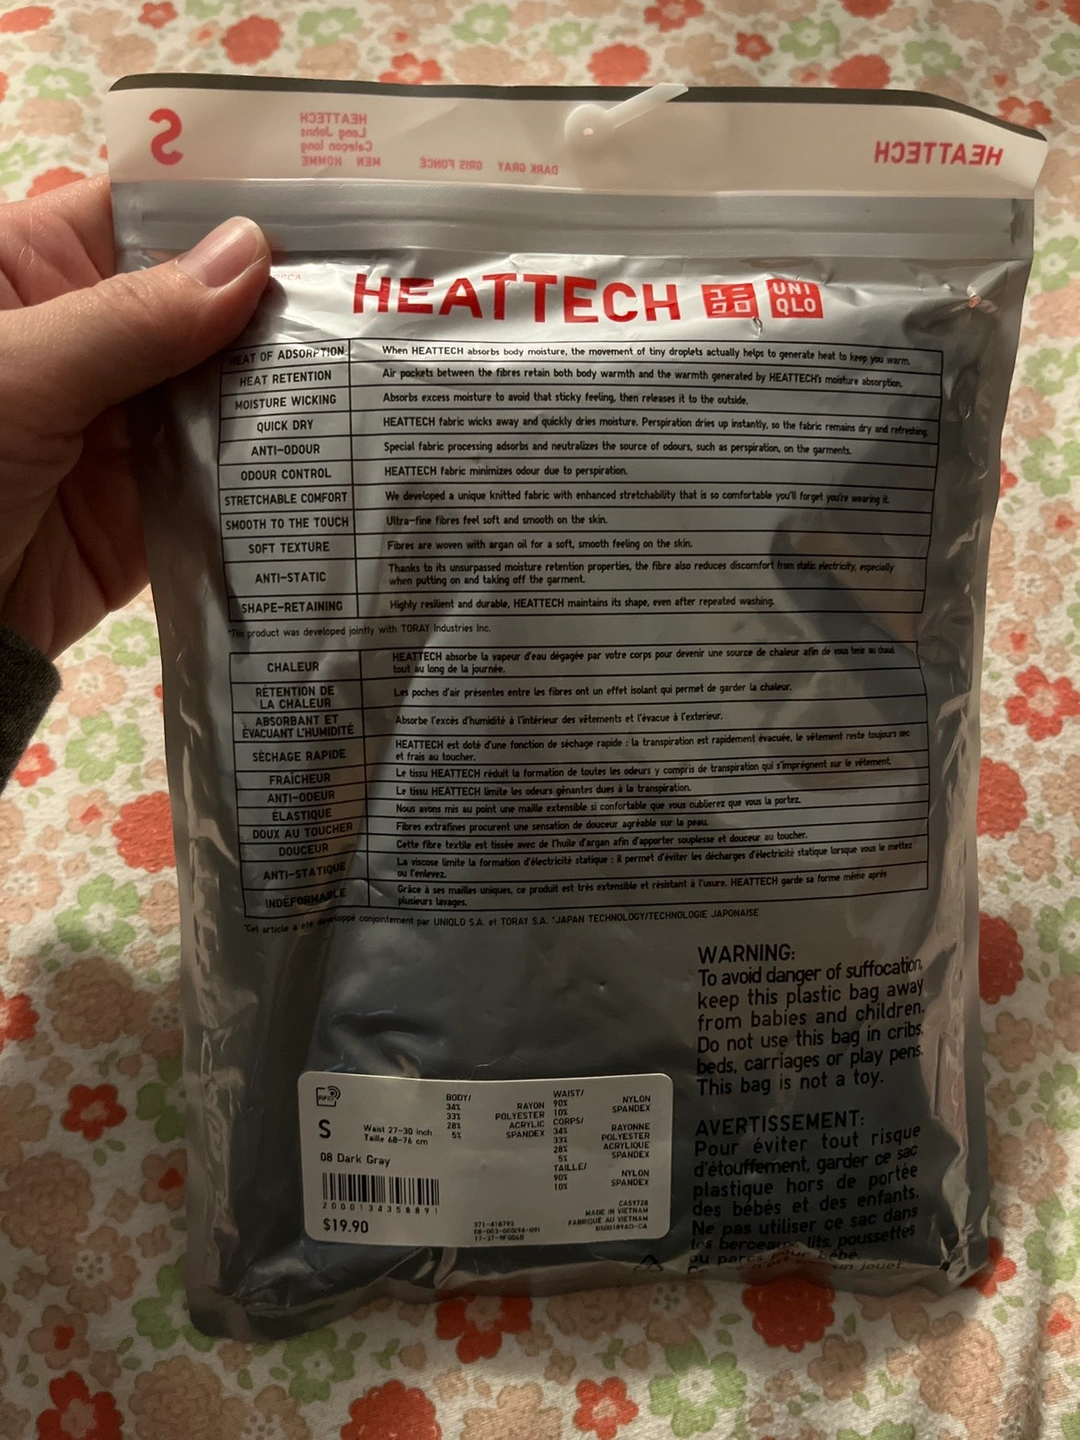 S
HEATTECH
Long Johns
Caleçon long
MEN HOMME
DARK GRAY GRIS FONCÉ
HEATTECH
HEATTECH
UNI
QLO
HEAT OF ADSORPTION When HEATTECH absorbs body moisture, the movement of tiny droplets actually helps to generate heat to keep you warm.
HEAT RETENTION Air pockets between the fibres retain both body warmth and the warmth generated by HEATTECH's moisture absorption.
MOISTURE WICKING Absorbs excess moisture to avoid that sticky feeling, then releases it to the outside.
QUICK DRY HEATTECH fabric wicks away and quickly dries moisture. Perspiration dries up instantly, so the fabric remains dry and refreshing.
ANTI-ODOUR Special fabric processing adsorbs and neutralizes the source of odours, such as perspiration, on the garments.
ODOUR CONTROL HEATTECH fabric minimizes odour due to perspiration.
STRETCHABLE COMFORT We developed a unique knitted fabric with enhanced stretchability that is so comfortable you'll forget you're wearing it.
SMOOTH TO THE TOUCH Ultra-fine fibres feel soft and smooth on the skin.
SOFT TEXTURE Fibres are woven with argan oil for a soft, smooth feeling on the skin.
ANTI-STATIC Thanks to its unsurpassed moisture retention properties, the fibre also reduces discomfort from static electricity, especially
when putting on and taking off the garment.
SHAPE-RETAINING Highly resilient and durable, HEATTECH maintains its shape, even after repeated washing.
*This product was developed jointly with TORAY Industries Inc.
CHALEUR HEATTECH absorbe la vapeur d'eau dégagée par votre corps pour devenir une source de chaleur afin de vous tenir au chaud
tout au long de la journée.
RÉTENTION DE
LA CHALEUR Les poches d'air présentes entre les fibres ont un effet isolant qui permet de garder la chaleur.
ABSORBANT ET
ÉVACUANT L'HUMIDITÉ Absorbe l'excès d'humidité à l'intérieur des vêtements et l'évacue à l'exterieur.
SÉCHAGE RAPIDE HEATTECH est doté d'une fonction de séchage rapide : la transpiration est rapidement évacuée, le vêtement reste toujours sec
et frais au toucher.
FRAÎCHEUR Le tissu HEATTECH réduit la formation de toutes les odeurs y compris de transpiration qui s'imprégnent sur le vêtement.
ANTI-ODEUR Le tissu HEATTECH limite les odeurs gênantes dues à la transpiration.
ÉLASTIQUE Nous avons mis au point une maille extensible si confortable que vous oublierez que vous la portez.
DOUX AU TOUCHER Fibres extrafines procurent une sensation de douceur agréable sur la peau.
DOUCEUR Cette fibre textile est tissée avec de l'huile d'argan afin d'apporter souplesse et douceur au toucher.
ANTI-STATIQUE La viscose limite la formation d'électricité statique : il permet d'éviter les décharges d'électricité statique lorsque vous le mettez
ou l'enlevez.
INDÉFORMABLE Grâce à ses mailles uniques, ce produit est très extensible et résistant à l'usure. HEATTECH garde sa forme même après
plusieurs lavages.
*Cet article a été développé conjointement par UNIQLO S.A. et TORAY S.A. *JAPAN TECHNOLOGY/TECHNOLOGIE JAPONAISE
WARNING:
To avoid danger of suffocation,
keep this plastic bag away
from babies and children.
Do not use this bag in cribs,
beds, carriages or play pens.
This bag is not a toy.
AVERTISSEMENT:
Pour éviter tout risque
d'étouffement, garder ce sac
plastique hors de portée
des bébés et des enfants.
Ne pas utiliser ce sac dans
les berceaux, lits, poussettes
ou parcs pour bébé.
un jouet.
S
Waist 27-30 inch
Taille 68-76 cm
08 Dark Gray
2000134358891
$19.90
BODY/
34% RAYON
33% POLYESTER
28% ACRYLIC
5% SPANDEX
WAIST/
90% NYLON
10% SPANDEX
CORPS/
34% RAYONNE
33% POLYESTER
28% ACRYLIQUE
5% SPANDEX
TAILLE/
90% NYLON
10% SPANDEX
CA59728
MADE IN VIETNAM
FABRIQUÉ AU VIETNAM
371-418793